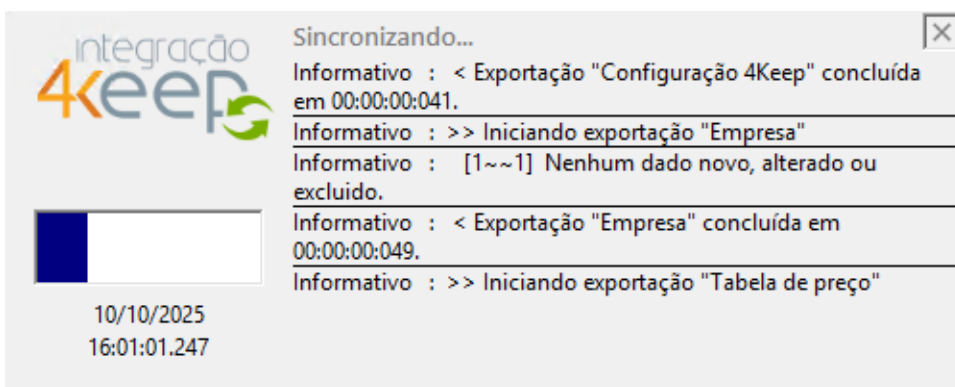 integração
4Keep
Sincronizando...
Informativo : < Exportação "Configuração 4Keep" concluída
em 00:00:00:041.
Informativo : >> Iniciando exportação "Empresa"
Informativo : [1~~1] Nenhum dado novo, alterado ou
excluido.
Informativo : < Exportação "Empresa" concluída em
00:00:00:049.
Informativo : >> Iniciando exportação "Tabela de preço"
10/10/2025
16:01:01.247